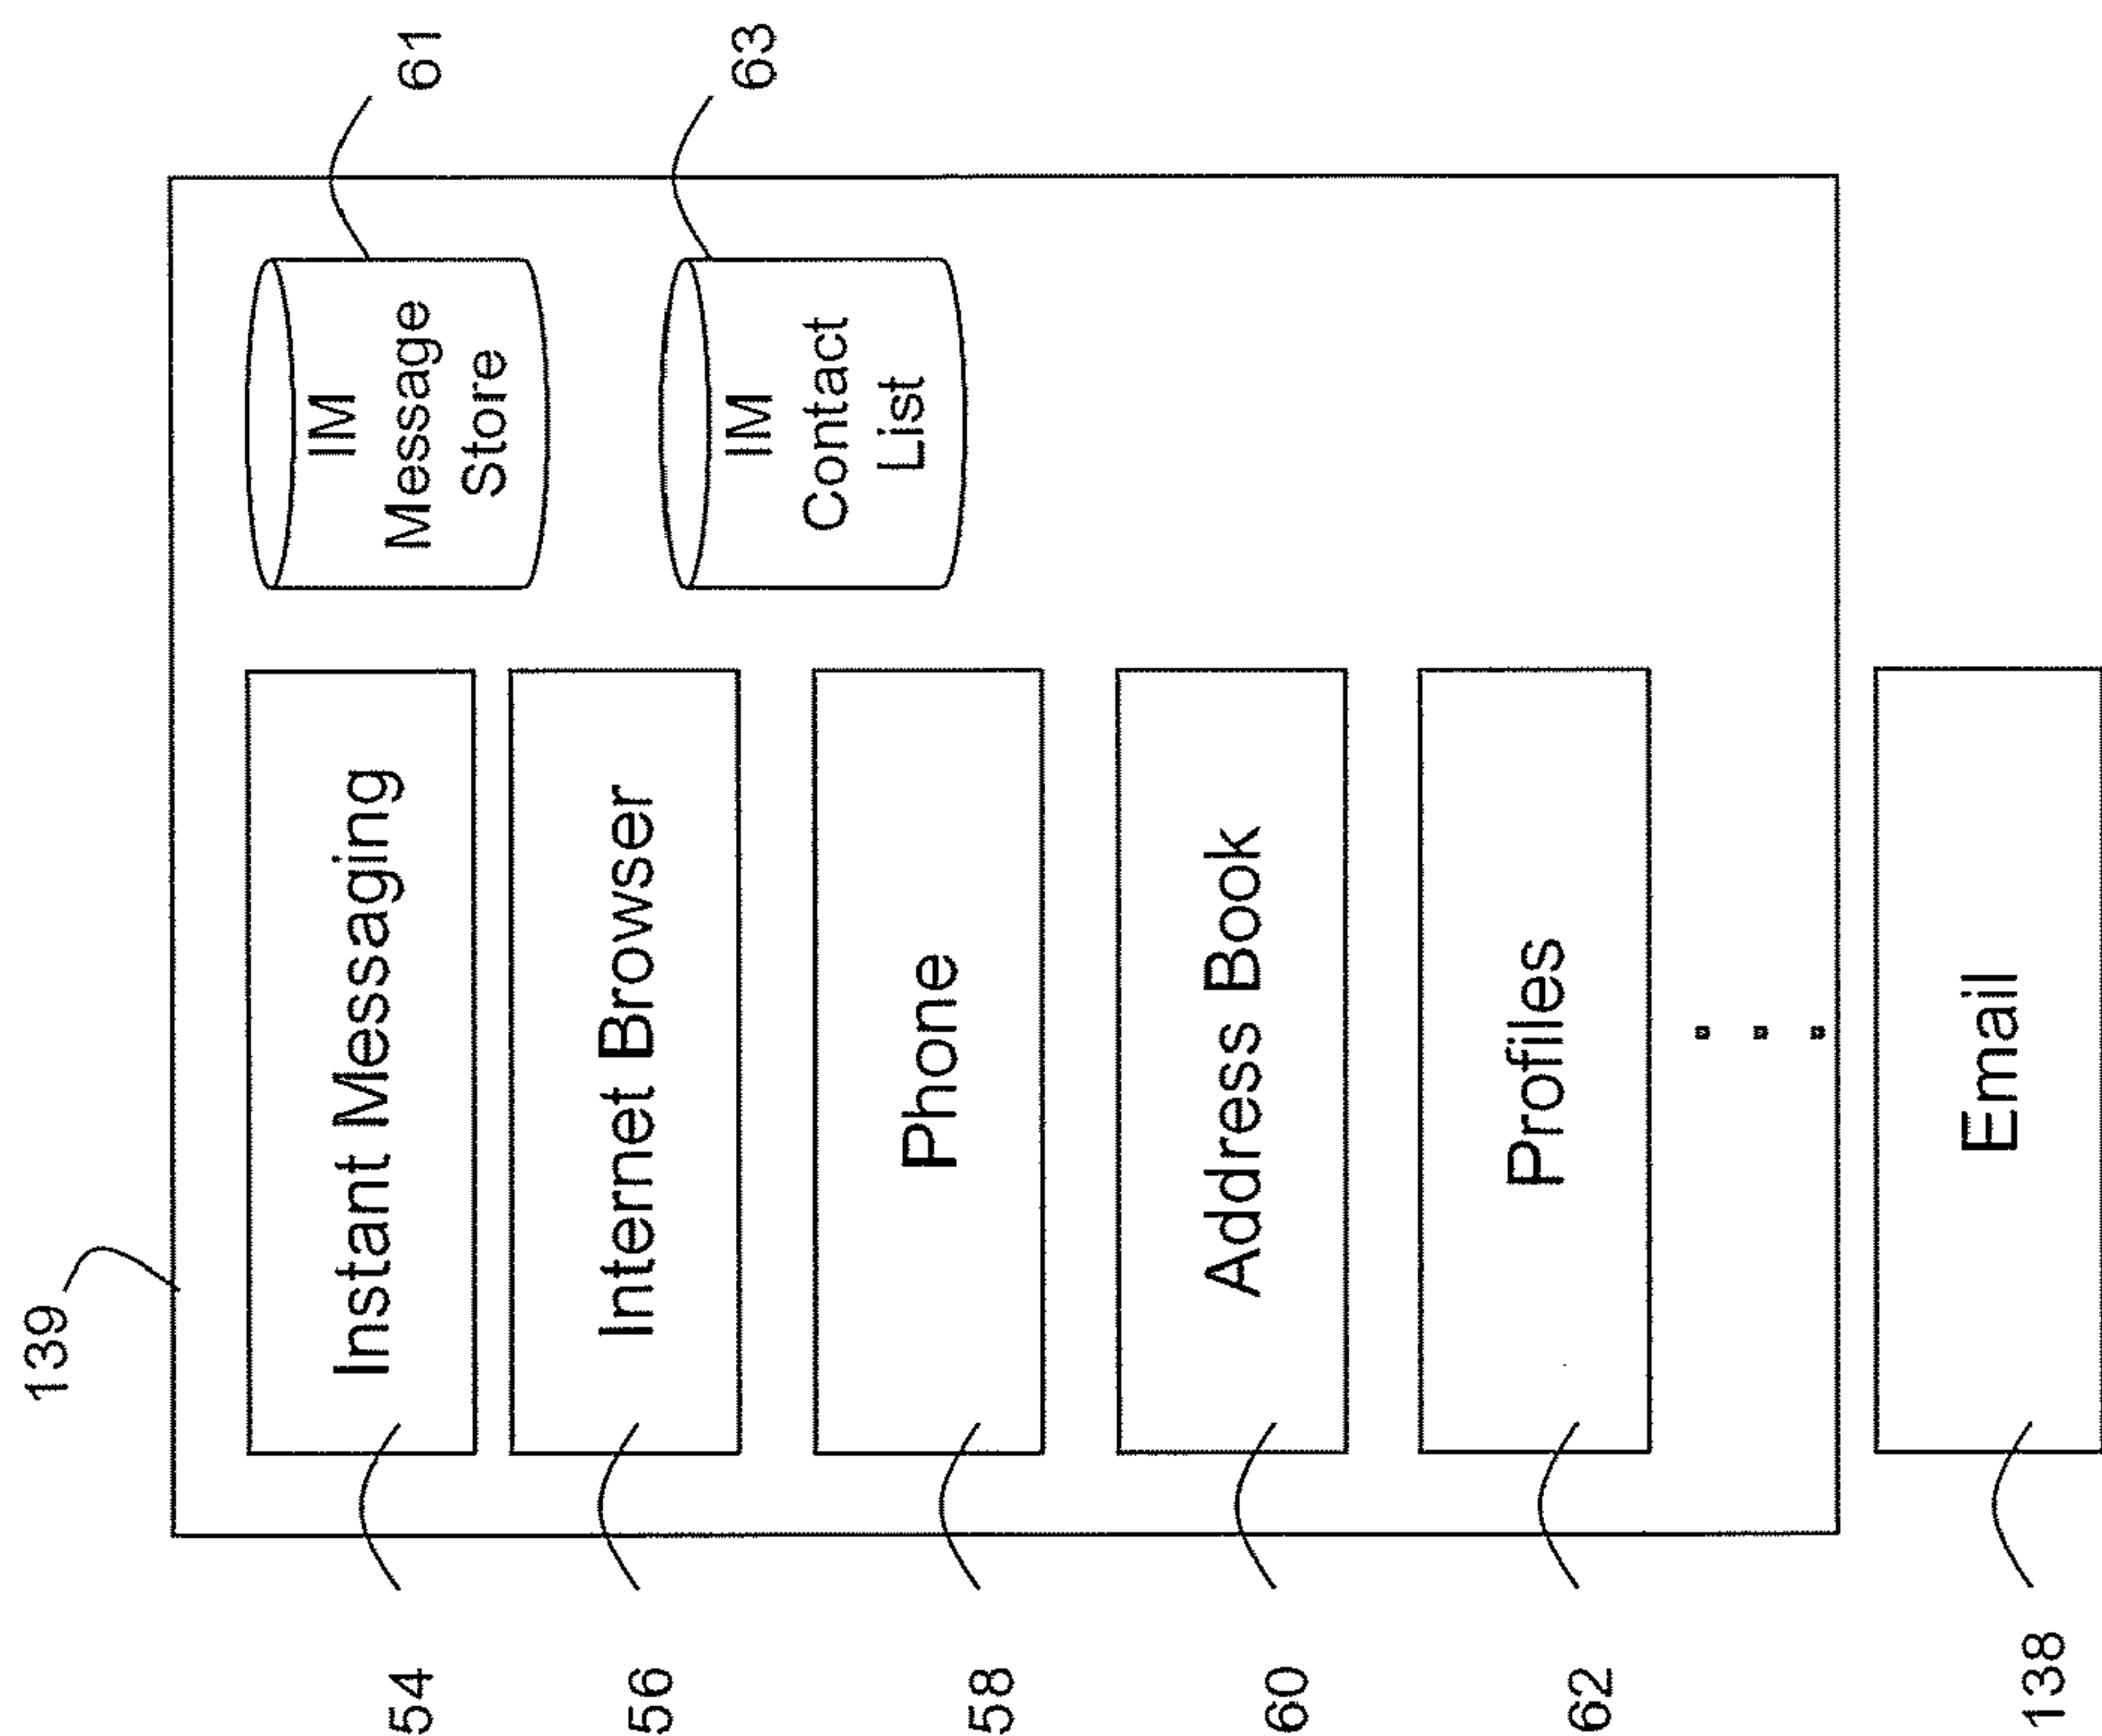 139
54
Instant Messaging
IM
Message
Store
61
56
Internet Browser
IM
Contact
List
63
58
Phone
60
Address Book
62
Profiles
138
Email